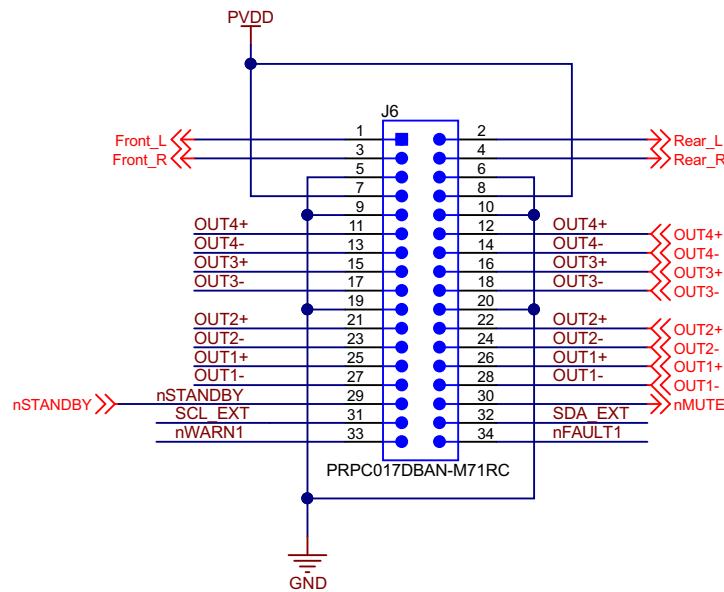 PVDD
J6
Front_L 1 2 Rear_L
Front_R 3 4 Rear_R
5 6
7 8
9 10
OUT4+ 11 12 OUT4+ OUT4+
OUT4- 13 14 OUT4- OUT4-
OUT3+ 15 16 OUT3+ OUT3+
OUT3- 17 18 OUT3- OUT3-
19 20
OUT2+ 21 22 OUT2+ OUT2+
OUT2- 23 24 OUT2- OUT2-
OUT1+ 25 26 OUT1+ OUT1+
OUT1- 27 28 OUT1- OUT1-
nSTANDBY nSTANDBY 29 30 nMUTE
SCL_EXT 31 32 SDA_EXT
nWARN1 33 34 nFAULT1
PRPC017DBAN-M71RC
GND